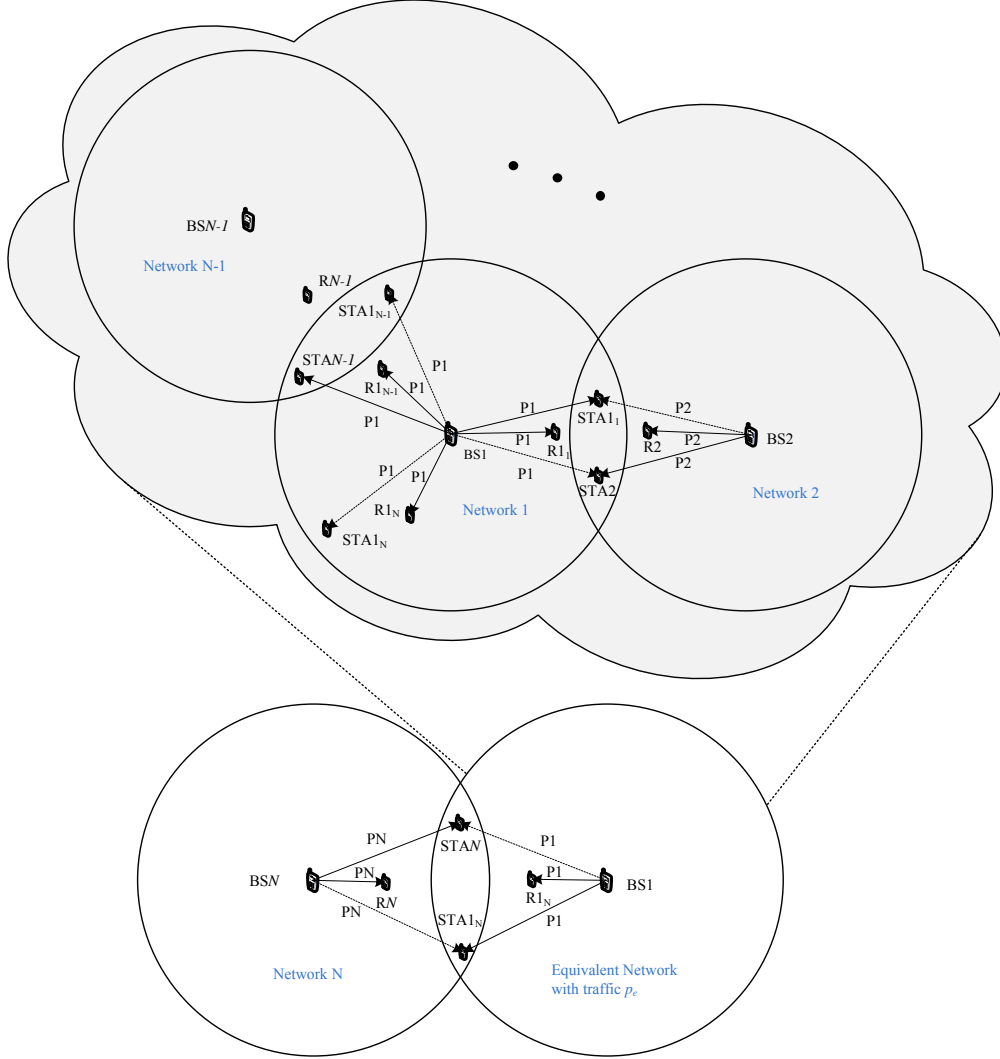 BSN-1
Network N-1
RN-1
STA1N-1
STAN-1
P1
R1N-1
P1
P1
P1
STA11
P2
BS1
P1
R11
R2
P2
BS2
P1
P1
P1
P2
STA2
R1N
Network 1
Network 2
STA1N
PN
STAN
P1
BSN
PN
RN
R1N
P1
BS1
PN
STA1N
P1
Network N
Equivalent Network
with traffic pe